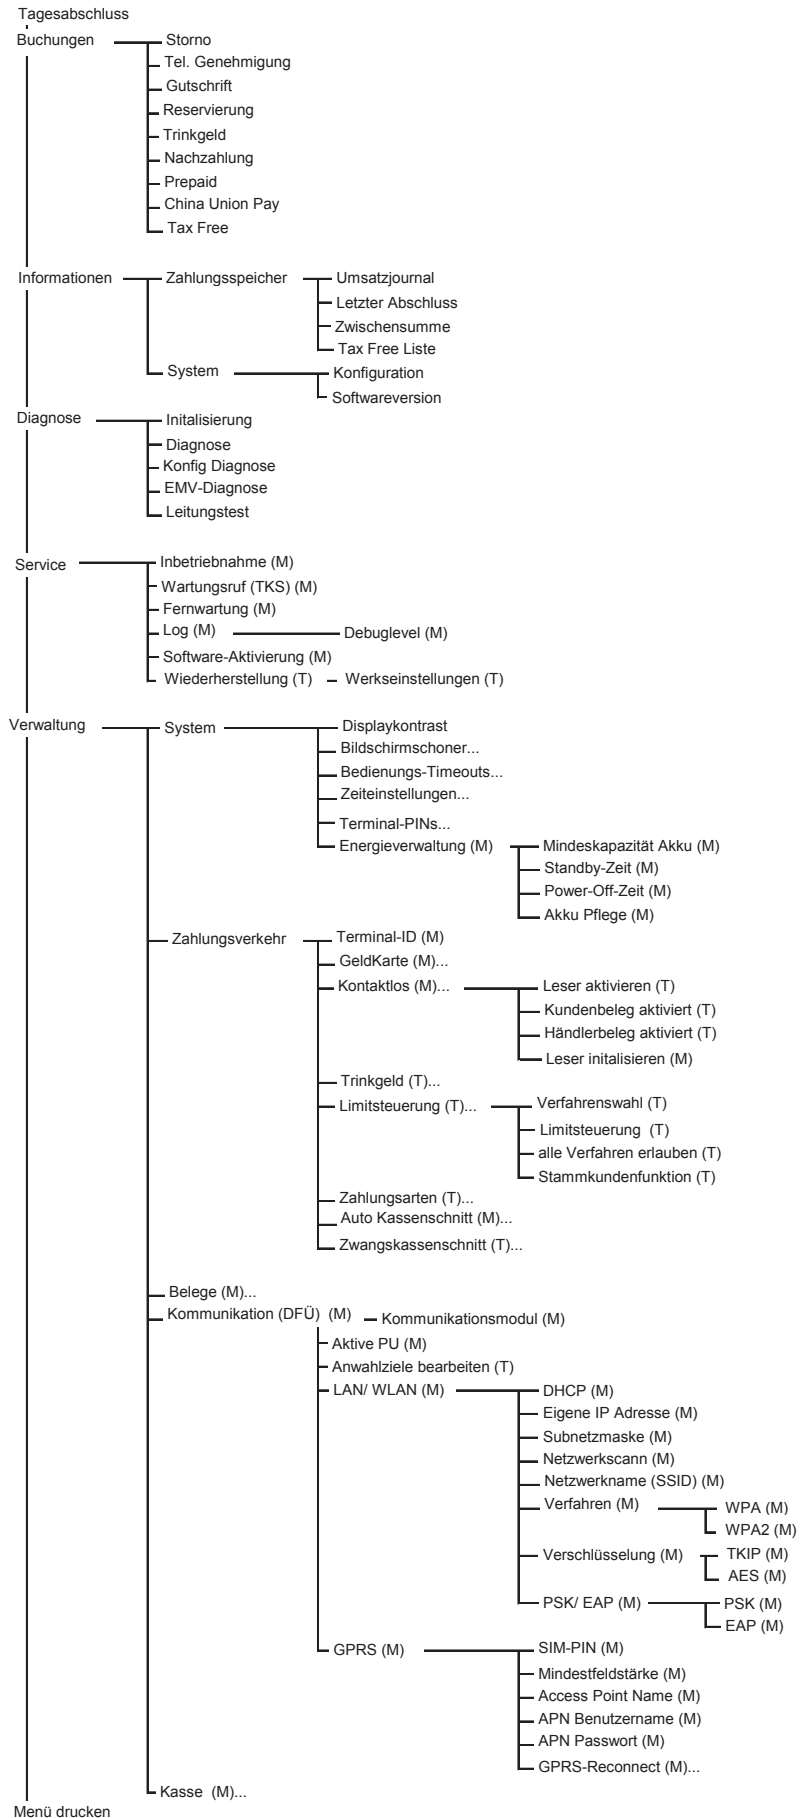 Tagesabschluss
Buchungen
Storno
Tel. Genehmigung
Gutschrift
Reservierung
Trinkgeld
Nachzahlung
Prepaid
China Union Pay
Tax Free
Informationen
Zahlungsspeicher
Umsatzjournal
Letzter Abschluss
Zwischensumme
Tax Free Liste
System
Konfiguration
Softwareversion
Diagnose
Initalisierung
Diagnose
Konfig Diagnose
EMV-Diagnose
Leitungstest
Service
Inbetriebnahme (M)
Wartungsruf (TKS) (M)
Fernwartung (M)
Log (M)
Debuglevel (M)
Software-Aktivierung (M)
Wiederherstellung (T)
Werkseinstellungen (T)
Verwaltung
System
Displaykontrast
Bildschirmschoner...
Bedienungs-Timeouts...
Zeiteinstellungen...
Terminal-PINs...
Energieverwaltung (M)
Mindeskapazität Akku (M)
Standby-Zeit (M)
Power-Off-Zeit (M)
Akku Pflege (M)
Zahlungsverkehr
Terminal-ID (M)
GeldKarte (M)...
Kontaktlos (M)...
Leser aktivieren (T)
Kundenbeleg aktiviert (T)
Händlerbeleg aktiviert (T)
Leser initalisieren (M)
Trinkgeld (T)...
Limitsteuerung (T)...
Verfahrenswahl (T)
Limitsteuerung (T)
alle Verfahren erlauben (T)
Stammkundenfunktion (T)
Zahlungsarten (T)...
Auto Kassenschnitt (M)...
Zwangskassenschnitt (T)...
Belege (M)...
Kommunikation (DFÜ) (M)
Kommunikationsmodul (M)
Aktive PU (M)
Anwahlziele bearbeiten (T)
LAN/ WLAN (M)
DHCP (M)
Eigene IP Adresse (M)
Subnetzmaske (M)
Netzwerkscann (M)
Netzwerkname (SSID) (M)
Verfahren (M)
WPA (M)
WPA2 (M)
Verschlüsselung (M)
TKIP (M)
AES (M)
PSK/ EAP (M)
PSK (M)
EAP (M)
GPRS (M)
SIM-PIN (M)
Mindestfeldstärke (M)
Access Point Name (M)
APN Benutzername (M)
APN Passwort (M)
GPRS-Reconnect (M)...
Kasse (M)...
Menü drucken